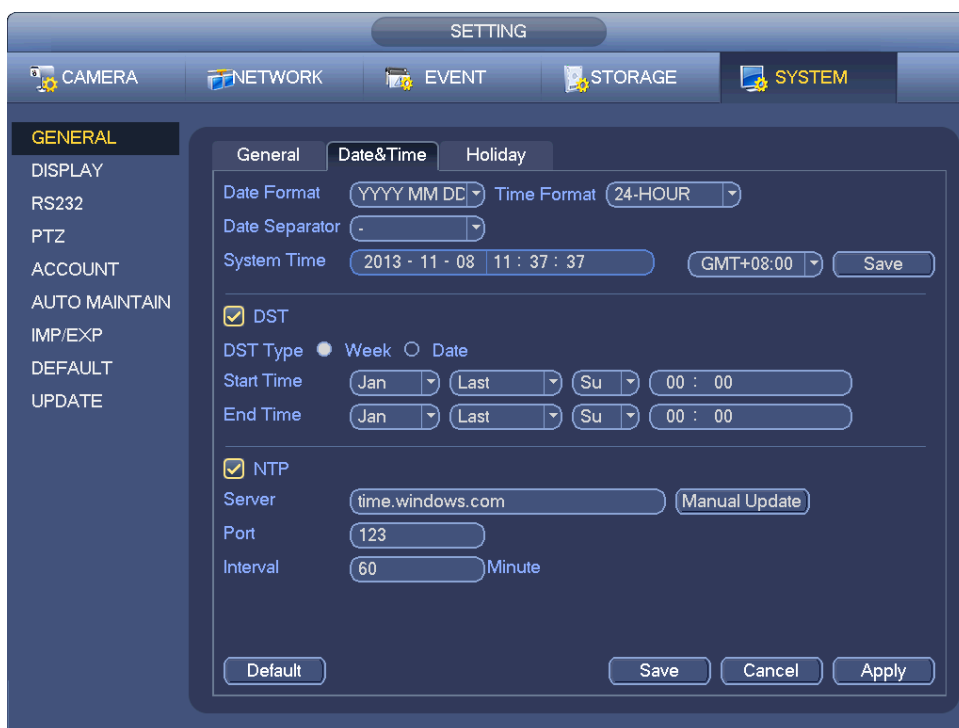 SETTING
CAMERA NETWORK EVENT STORAGE SYSTEM
GENERAL
DISPLAY
RS232
PTZ
ACCOUNT
AUTO MAINTAIN
IMP/EXP
DEFAULT
UPDATE
General Date&Time Holiday
Date Format YYYY MM DD Time Format 24-HOUR
Date Separator -
System Time 2013 - 11 - 08 11 : 37 : 37 GMT+08:00 Save
DST
DST Type Week Date
Start Time Jan Last Su 00 : 00
End Time Jan Last Su 00 : 00
NTP
Server time.windows.com Manual Update
Port 123
Interval 60 Minute
Default Save Cancel Apply